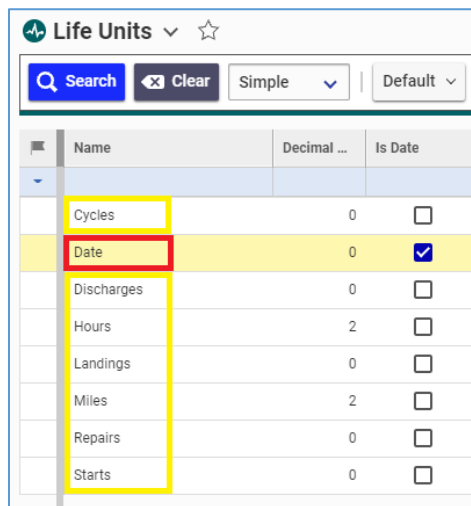 Life Units
Search Clear Simple Default
Name Decimal ... Is Date
Cycles 0
Date 0
Discharges 0
Hours 2
Landings 0
Miles 2
Repairs 0
Starts 0